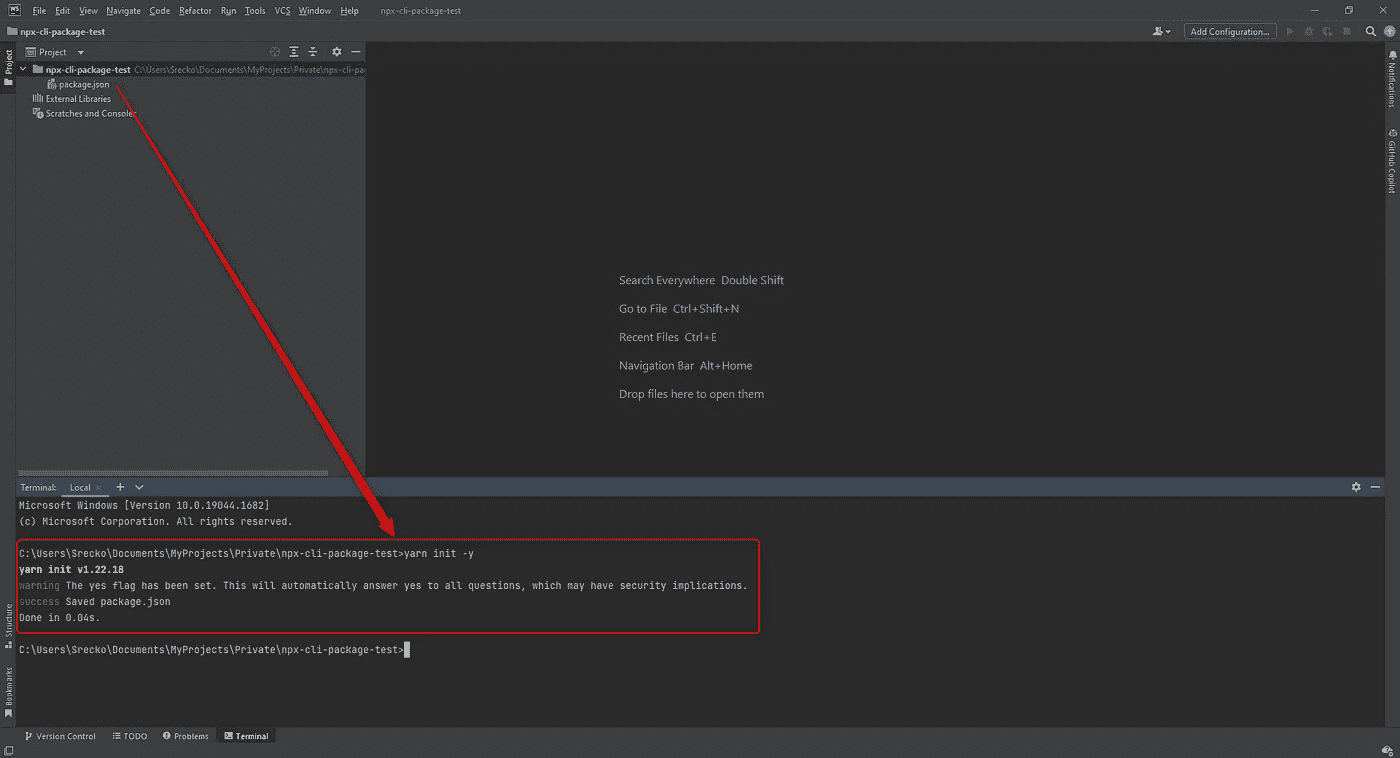 WS File Edit View Navigate Code Refactor Run Tools VCS Window Help npx-cli-package-test
npx-cli-package-test
Add Configuration...
Project
Project
npx-cli-package-test C:\Users\Srecko\Documents\MyProjects\Private\npx-cli-pa
package.json
External Libraries
Scratches and Consoles
Notifications
GitHub Copilot
Search Everywhere Double Shift
Go to File Ctrl+Shift+N
Recent Files Ctrl+E
Navigation Bar Alt+Home
Drop files here to open them
Terminal: Local
Microsoft Windows [Version 10.0.19044.1682]
(c) Microsoft Corporation. All rights reserved.
C:\Users\Srecko\Documents\MyProjects\Private\npx-cli-package-test>yarn init -y
yarn init v1.22.18
warning The yes flag has been set. This will automatically answer yes to all questions, which may have security implications.
success Saved package.json
Done in 0.04s.
C:\Users\Srecko\Documents\MyProjects\Private\npx-cli-package-test>
Structure
Bookmarks
Version Control TODO Problems Terminal